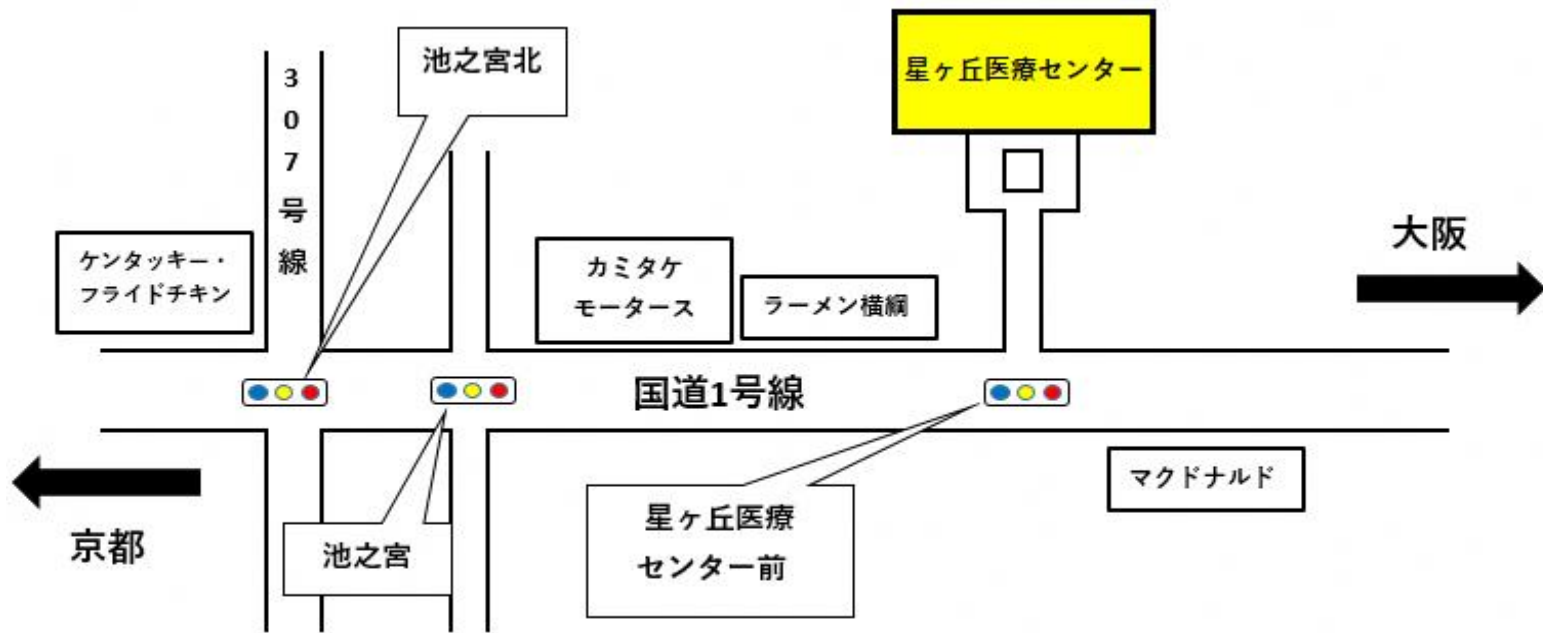 池之宮北
星ヶ丘医療センター
307号線
ケンタッキー・
フライドチキン
カミタケ
モータース
ラーメン横綱
大阪
国道1号線
京都
池之宮
星ヶ丘医療
センター前
マクドナルド